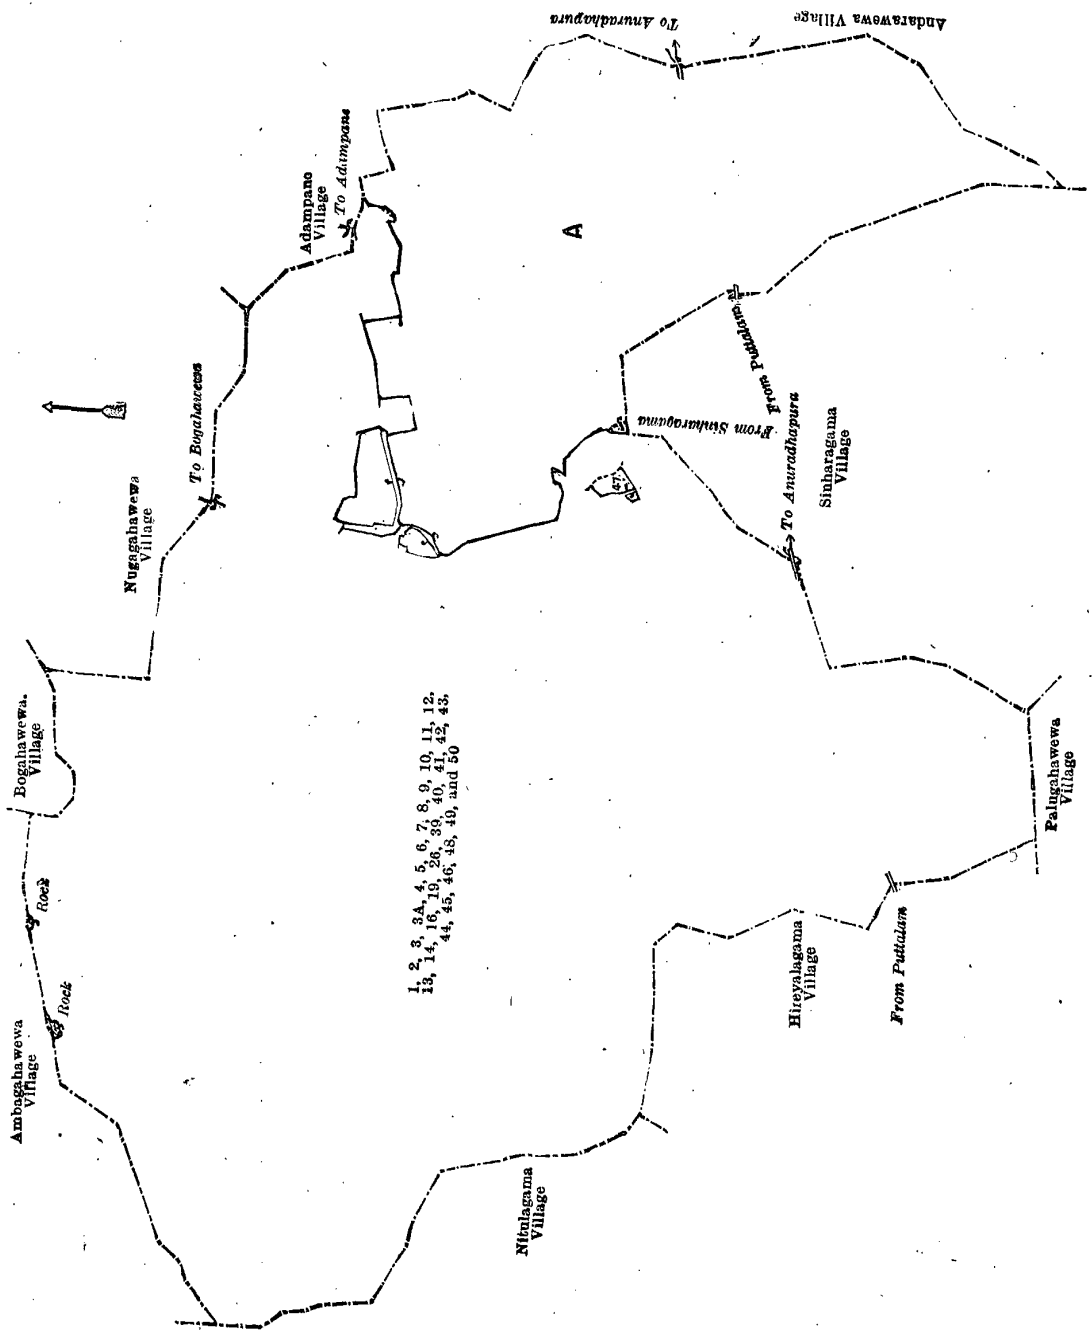 Ambagahawewa
Village
Rock
Rock
Bogahawewa.
Village
Nugagahawewa
Village
To Bogahawewa
Adampano
Village
To Adampane
To Anuradhapura
Andarawewa Village
A
1, 2, 3, 3A, 4, 5, 6, 7, 8, 9, 10, 11, 12,
13, 14, 16, 19, 26, 39, 40, 41, 42, 43,
44, 45, 46, 48, 49, and 50
47
From Sinharagama
From Puttalam
To Anuradhapura
Sinharagama
Village
Nitulagama
Village
Hireyalagama
Village
From Puttalam
Palugahawewa
Village